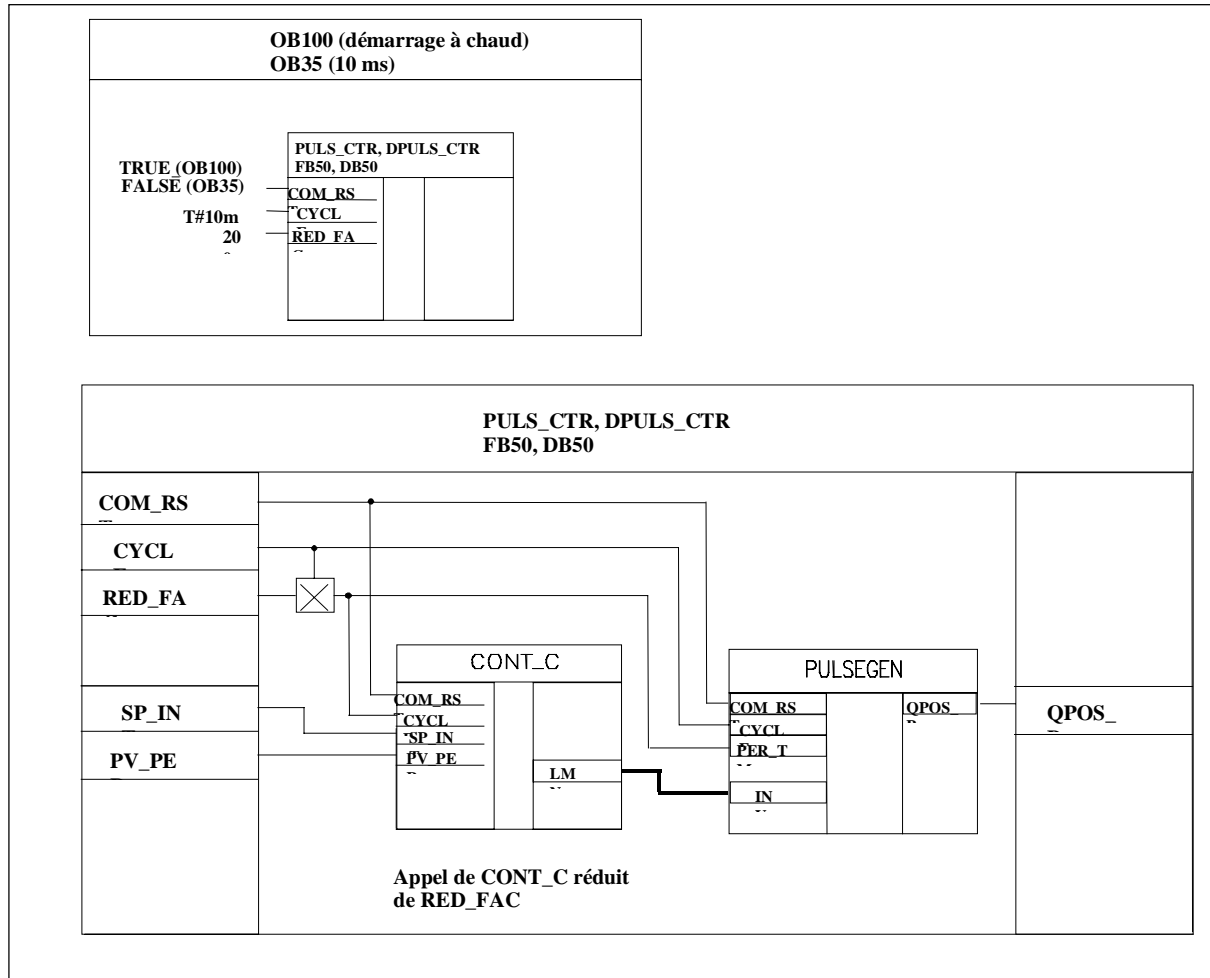 OB100 (démarrage à chaud)
OB35 (10 ms)
PULS_CTR, DPULS_CTR
FB50, DB50
TRUE (OB100)
FALSE (OB35)
COM_RS
T#10m
CYCL
20
RED_FA
PULS_CTR, DPULS_CTR
FB50, DB50
COM_RS
CYCL
RED_FA
SP_IN
PV_PE
CONT_C
COM_RS
CYCL
SP_IN
PV_PE
LM
PULSEGEN
COM_RS
CYCL
PER_T
IN
QPOS_
QPOS_
Appel de CONT_C réduit
de RED_FAC